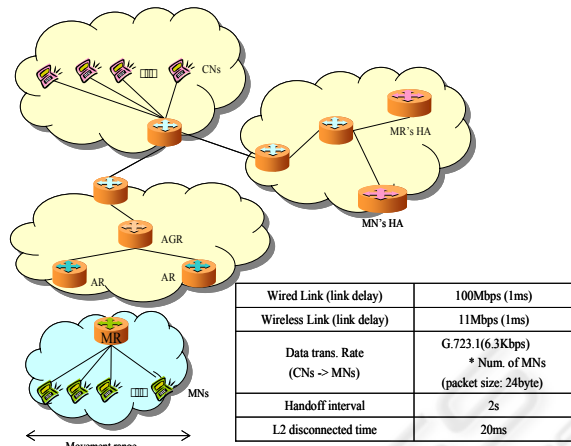 CNs
MR's HA
MN's HA
AGR
AR
AR
MR
MNs
Movement range
Wired Link (link delay)
100Mbps (1ms)
Wireless Link (link delay)
11Mbps (1ms)
Data trans. Rate
(CNs -> MNs)
G.723.1(6.3Kbps)
* Num. of MNs
(packet size: 24byte)
Handoff interval
2s
L2 disconnected time
20ms